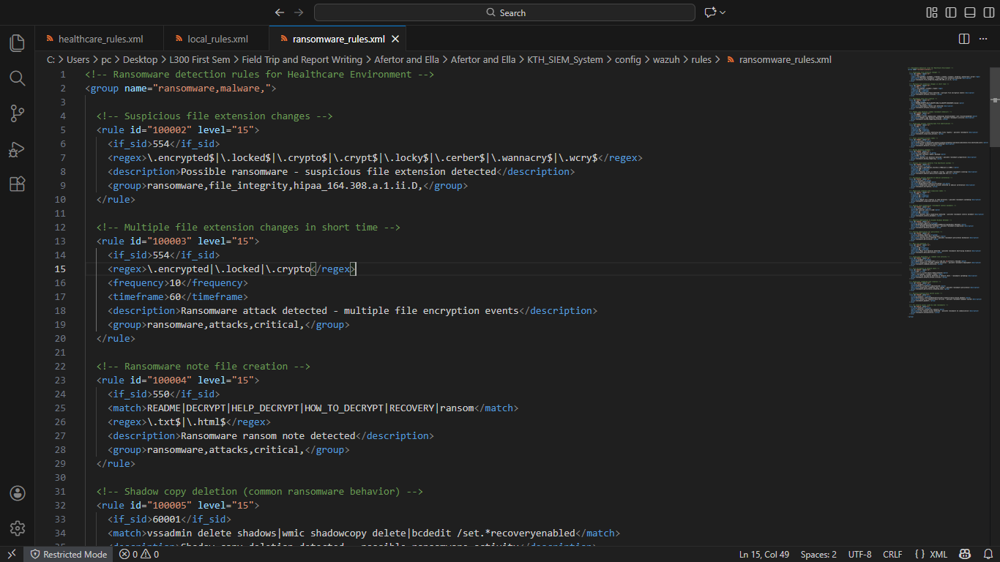 Search
healthcare_rules.xml
local_rules.xml
ransomware_rules.xml
C: > Users > pc > Desktop > L300 First Sem > Field Trip and Report Writing > Afertor and Ella > Afertor and Ella > KTH_SIEM_System > config > wazuh > rules > ransomware_rules.xml
1 <!-- Ransomware detection rules for Healthcare Environment -->
2 <group name="ransomware,malware,">
3
4 <!-- Suspicious file extension changes -->
5 <rule id="100002" level="15">
6 <if_sid>554</if_sid>
7 <regex>\.encrypted$|\.locked$|\.crypto$|\.crypt$|\.locky$|\.cerber$|\.wannacry$|\.wcry$</regex>
8 <description>Possible ransomware - suspicious file extension detected</description>
9 <group>ransomware,file_integrity,hipaa_164.308.a.1.ii.D,</group>
10 </rule>
11
12 <!-- Multiple file extension changes in short time -->
13 <rule id="100003" level="15">
14 <if_sid>554</if_sid>
15 <regex>\.encrypted|\.locked|\.crypto</regex>
16 <frequency>10</frequency>
17 <timeframe>60</timeframe>
18 <description>Ransomware attack detected - multiple file encryption events</description>
19 <group>ransomware,attacks,critical,</group>
20 </rule>
21
22 <!-- Ransomware note file creation -->
23 <rule id="100004" level="15">
24 <if_sid>550</if_sid>
25 <match>README|DECRYPT|HELP_DECRYPT|HOW_TO_DECRYPT|RECOVERY|ransom</match>
26 <regex>\.txt$|\.html$</regex>
27 <description>Ransomware ransom note detected</description>
28 <group>ransomware,attacks,critical,</group>
29 </rule>
30
31 <!-- Shadow copy deletion (common ransomware behavior) -->
32 <rule id="100005" level="15">
33 <if_sid>60001</if_sid>
34 <match>vssadmin delete shadows|wmic shadowcopy delete|bcdedit /set.*recoveryenabled</match>
35 <description>Shadow copy deletion detected - possible ransomware activity</description>
Restricted Mode
0
0
Ln 15, Col 49
Spaces: 2
UTF-8
CRLF
{ } XML